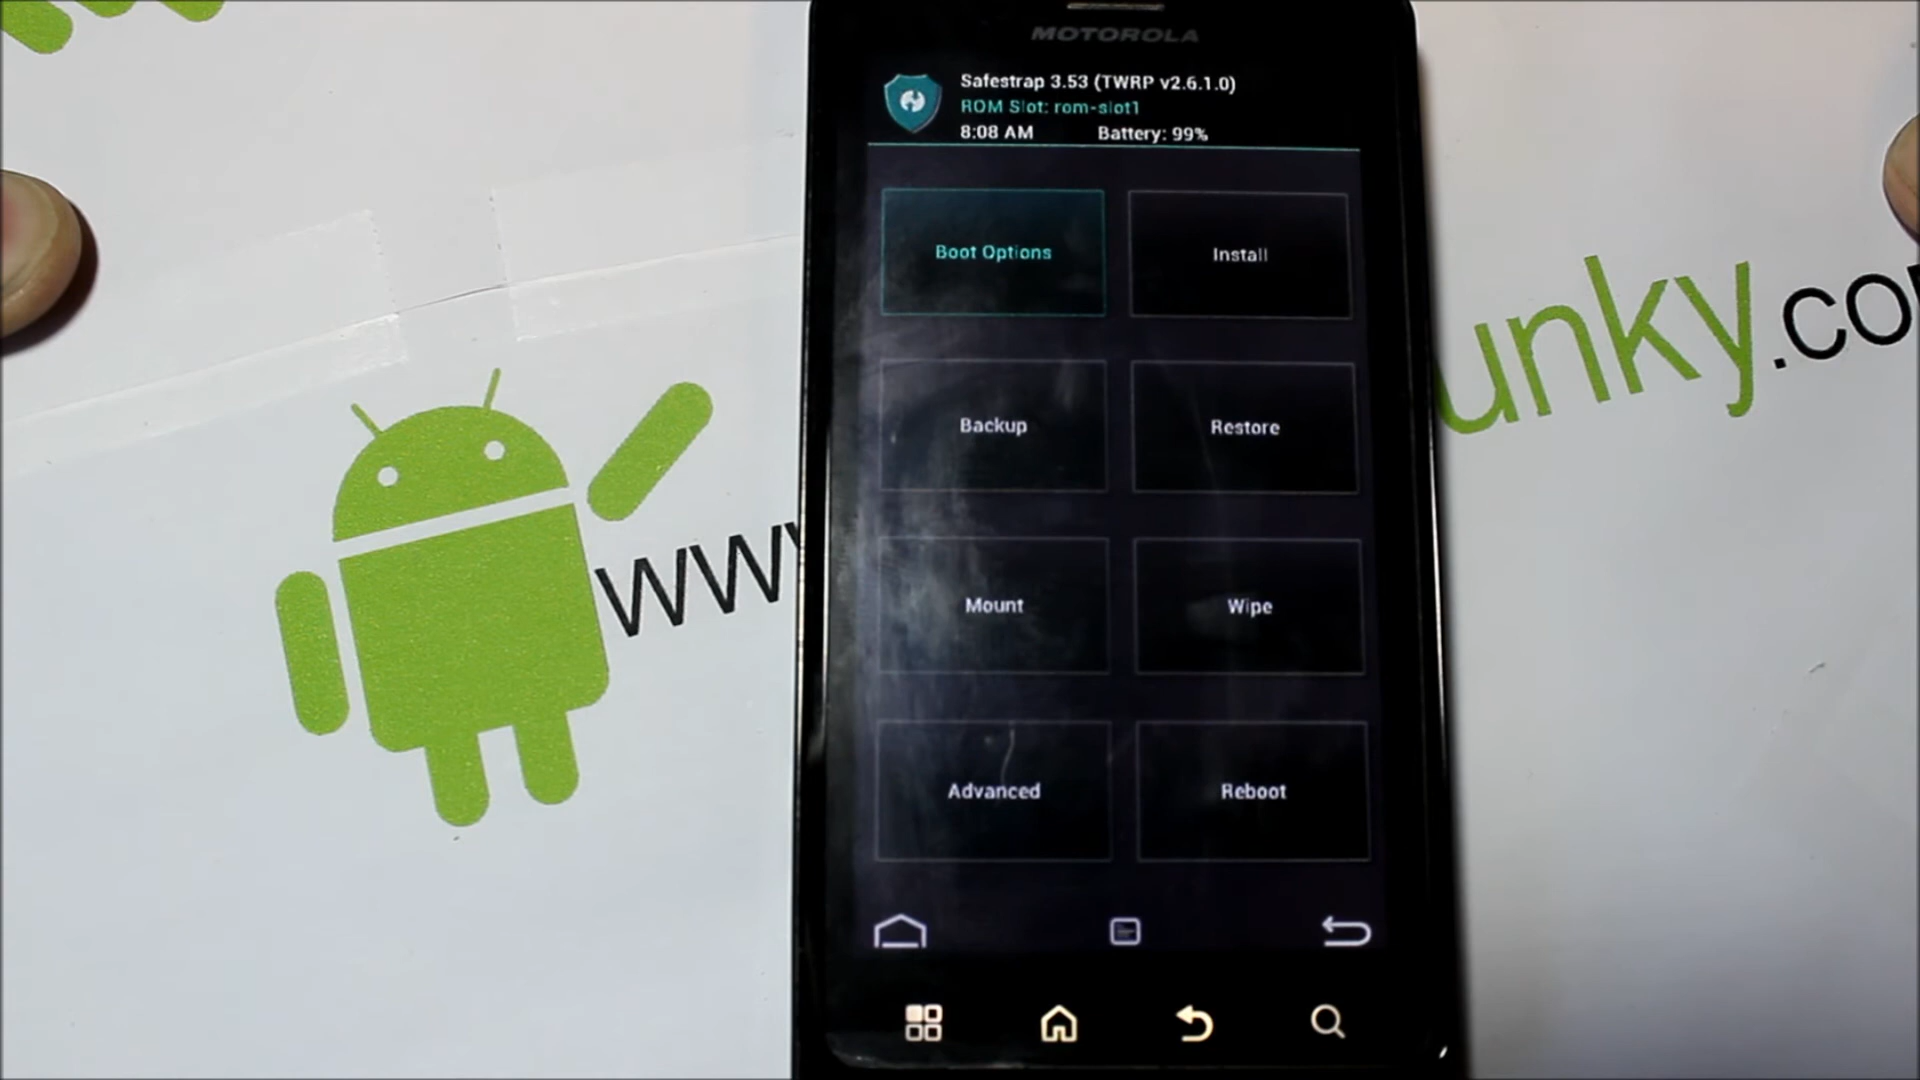 MOTOROLA
Safestrap 3.53 (TWRP v2.6.1.0)
ROM Slot: rom-slot1
8:08 AM Battery: 99%
Boot Options Install
Backup Restore
Mount Wipe
Advanced Reboot
ww
unky.co